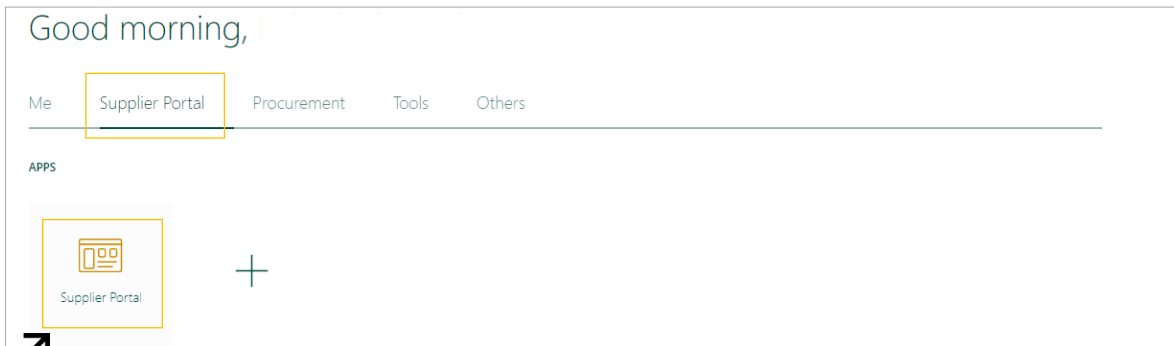 Good morning,
Me Supplier Portal Procurement Tools Others
APPS
Supplier Portal